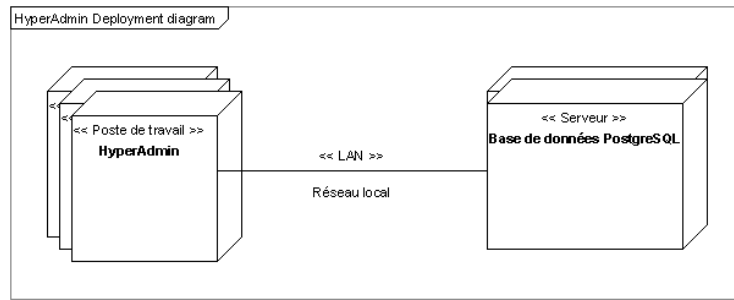 HyperAdmin Deployment diagram
<< Poste de travail >>
HyperAdmin
<< LAN >>
Réseau local
<< Serveur >>
Base de données PostgreSQL